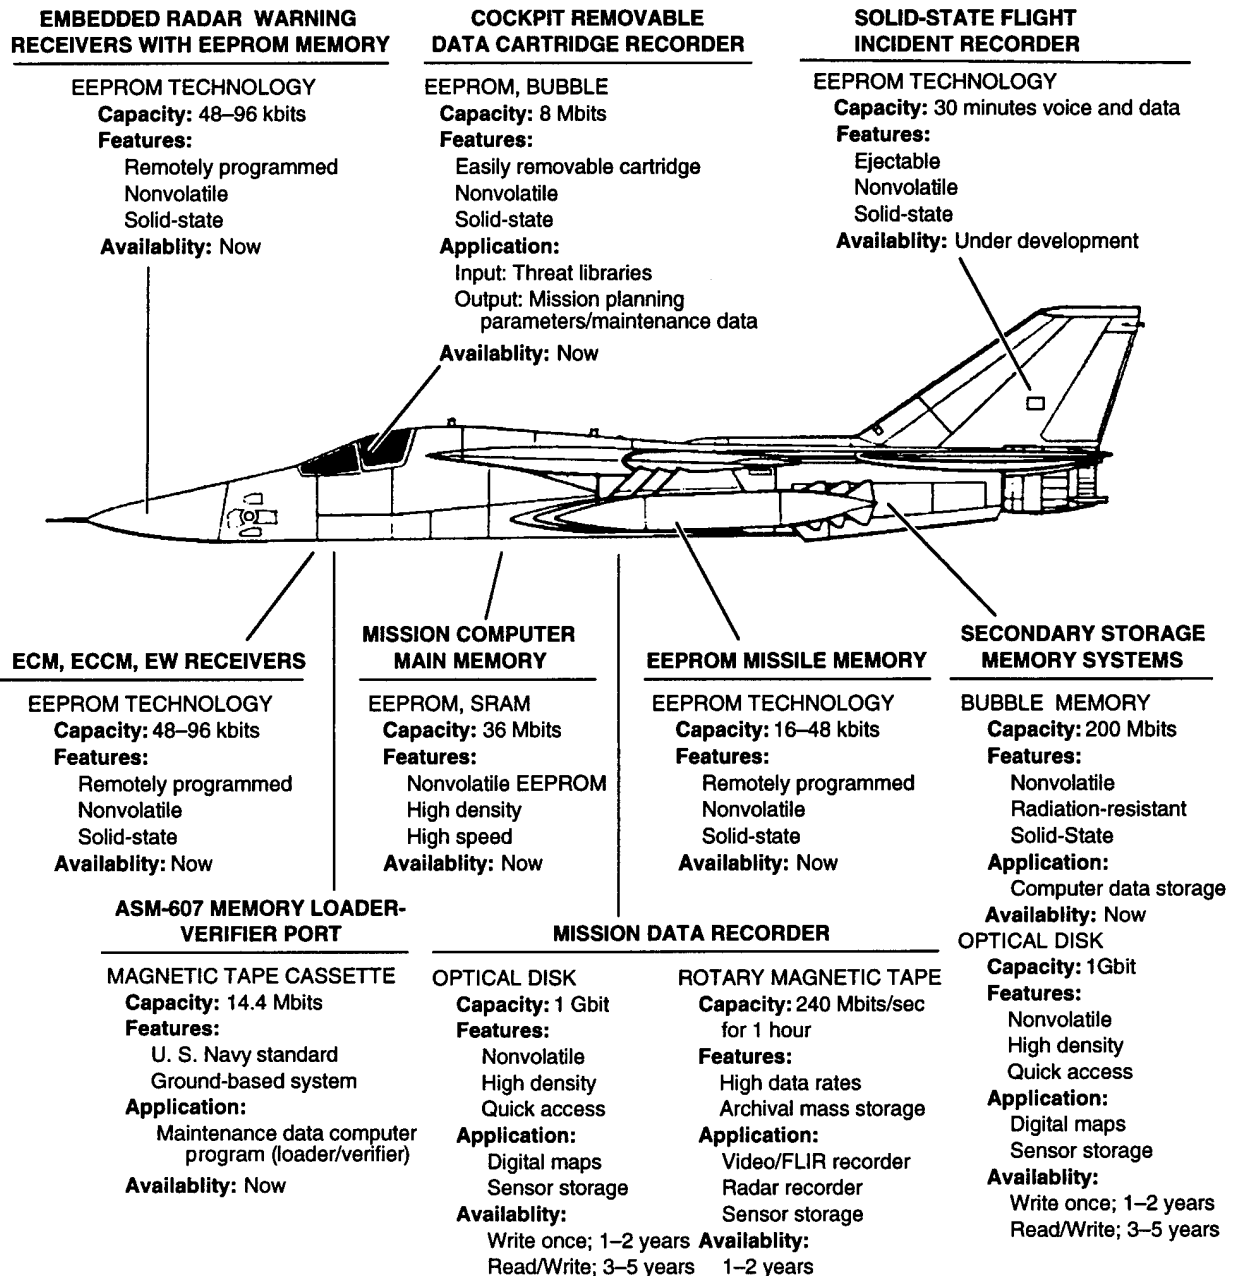 EMBEDDED RADAR WARNING
RECEIVERS WITH EEPROM MEMORY
EEPROM TECHNOLOGY
Capacity: 48–96 kbits
Features:
Remotely programmed
Nonvolatile
Solid-state
Availablity: Now
COCKPIT REMOVABLE
DATA CARTRIDGE RECORDER
EEPROM, BUBBLE
Capacity: 8 Mbits
Features:
Easily removable cartridge
Nonvolatile
Solid-state
Application:
Input: Threat libraries
Output: Mission planning
parameters/maintenance data
Availablity: Now
SOLID-STATE FLIGHT
INCIDENT RECORDER
EEPROM TECHNOLOGY
Capacity: 30 minutes voice and data
Features:
Ejectable
Nonvolatile
Solid-state
Availablity: Under development
ECM, ECCM, EW RECEIVERS
EEPROM TECHNOLOGY
Capacity: 48–96 kbits
Features:
Remotely programmed
Nonvolatile
Solid-state
Availablity: Now
MISSION COMPUTER
MAIN MEMORY
EEPROM, SRAM
Capacity: 36 Mbits
Features:
Nonvolatile EEPROM
High density
High speed
Availablity: Now
EEPROM MISSILE MEMORY
EEPROM TECHNOLOGY
Capacity: 16–48 kbits
Features:
Remotely programmed
Nonvolatile
Solid-state
Availablity: Now
SECONDARY STORAGE
MEMORY SYSTEMS
BUBBLE MEMORY
Capacity: 200 Mbits
Features:
Nonvolatile
Radiation-resistant
Solid-State
Application:
Computer data storage
Availablity: Now
OPTICAL DISK
Capacity: 1Gbit
Features:
Nonvolatile
High density
Quick access
Application:
Digital maps
Sensor storage
Availablity:
Write once; 1–2 years
Read/Write; 3–5 years
ASM-607 MEMORY LOADER-
VERIFIER PORT
MAGNETIC TAPE CASSETTE
Capacity: 14.4 Mbits
Features:
U. S. Navy standard
Ground-based system
Application:
Maintenance data computer
program (loader/verifier)
Availablity: Now
MISSION DATA RECORDER
OPTICAL DISK
Capacity: 1 Gbit
Features:
Nonvolatile
High density
Quick access
Application:
Digital maps
Sensor storage
Availablity:
Write once; 1–2 years
Read/Write; 3–5 years
ROTARY MAGNETIC TAPE
Capacity: 240 Mbits/sec
for 1 hour
Features:
High data rates
Archival mass storage
Application:
Video/FLIR recorder
Radar recorder
Sensor storage
Availablity:
1–2 years